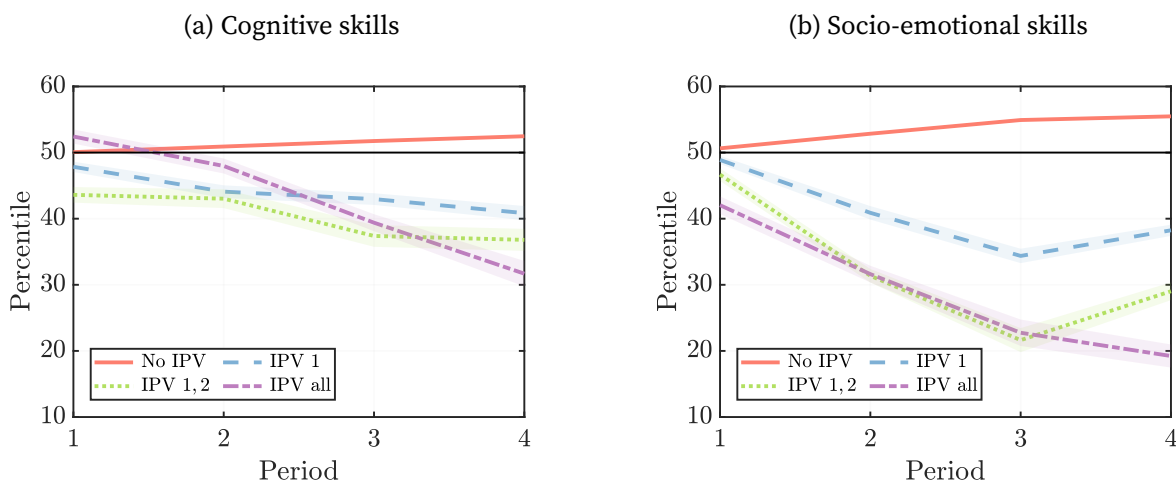 (a) Cognitive skills
60
50
40
30
20
10
Percentile
No IPV
IPV 1
IPV 1, 2
IPV all
1 2 3 4
Period
(b) Socio-emotional skills
60
50
40
30
20
10
Percentile
No IPV
IPV 1
IPV 1, 2
IPV all
1 2 3 4
Period